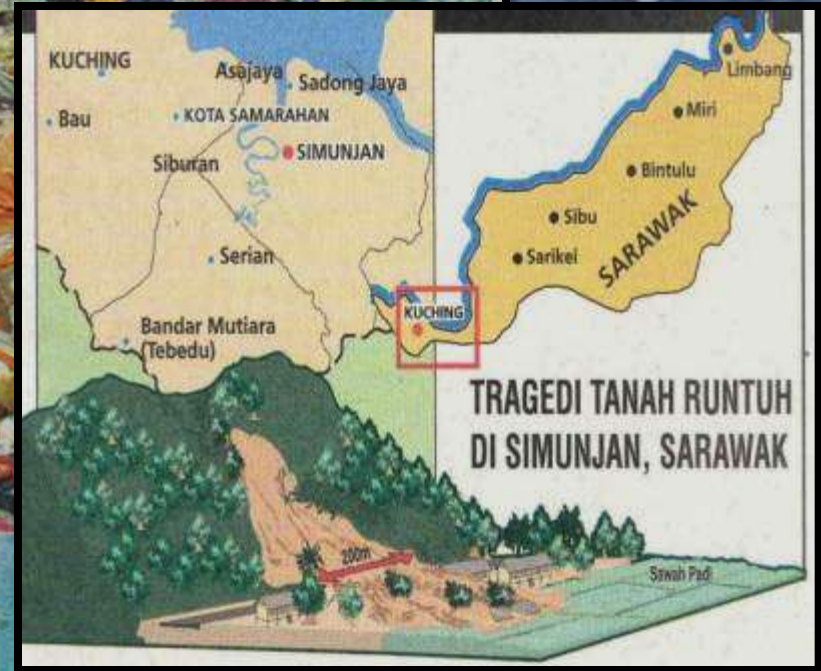 KUCHING
Asajaya
Sadong Jaya
Bau
KOTA SAMARAHAN
Siburan
SIMUNJAN
Serian
Bandar Mutiara
(Tebedu)
Limbang
Miri
Bintulu
Sibu
Sarikei
SARAWAK
KUCHING
TRAGEDI TANAH RUNTUH
DI SIMUNJAN, SARAWAK
200m
Sawah Padi